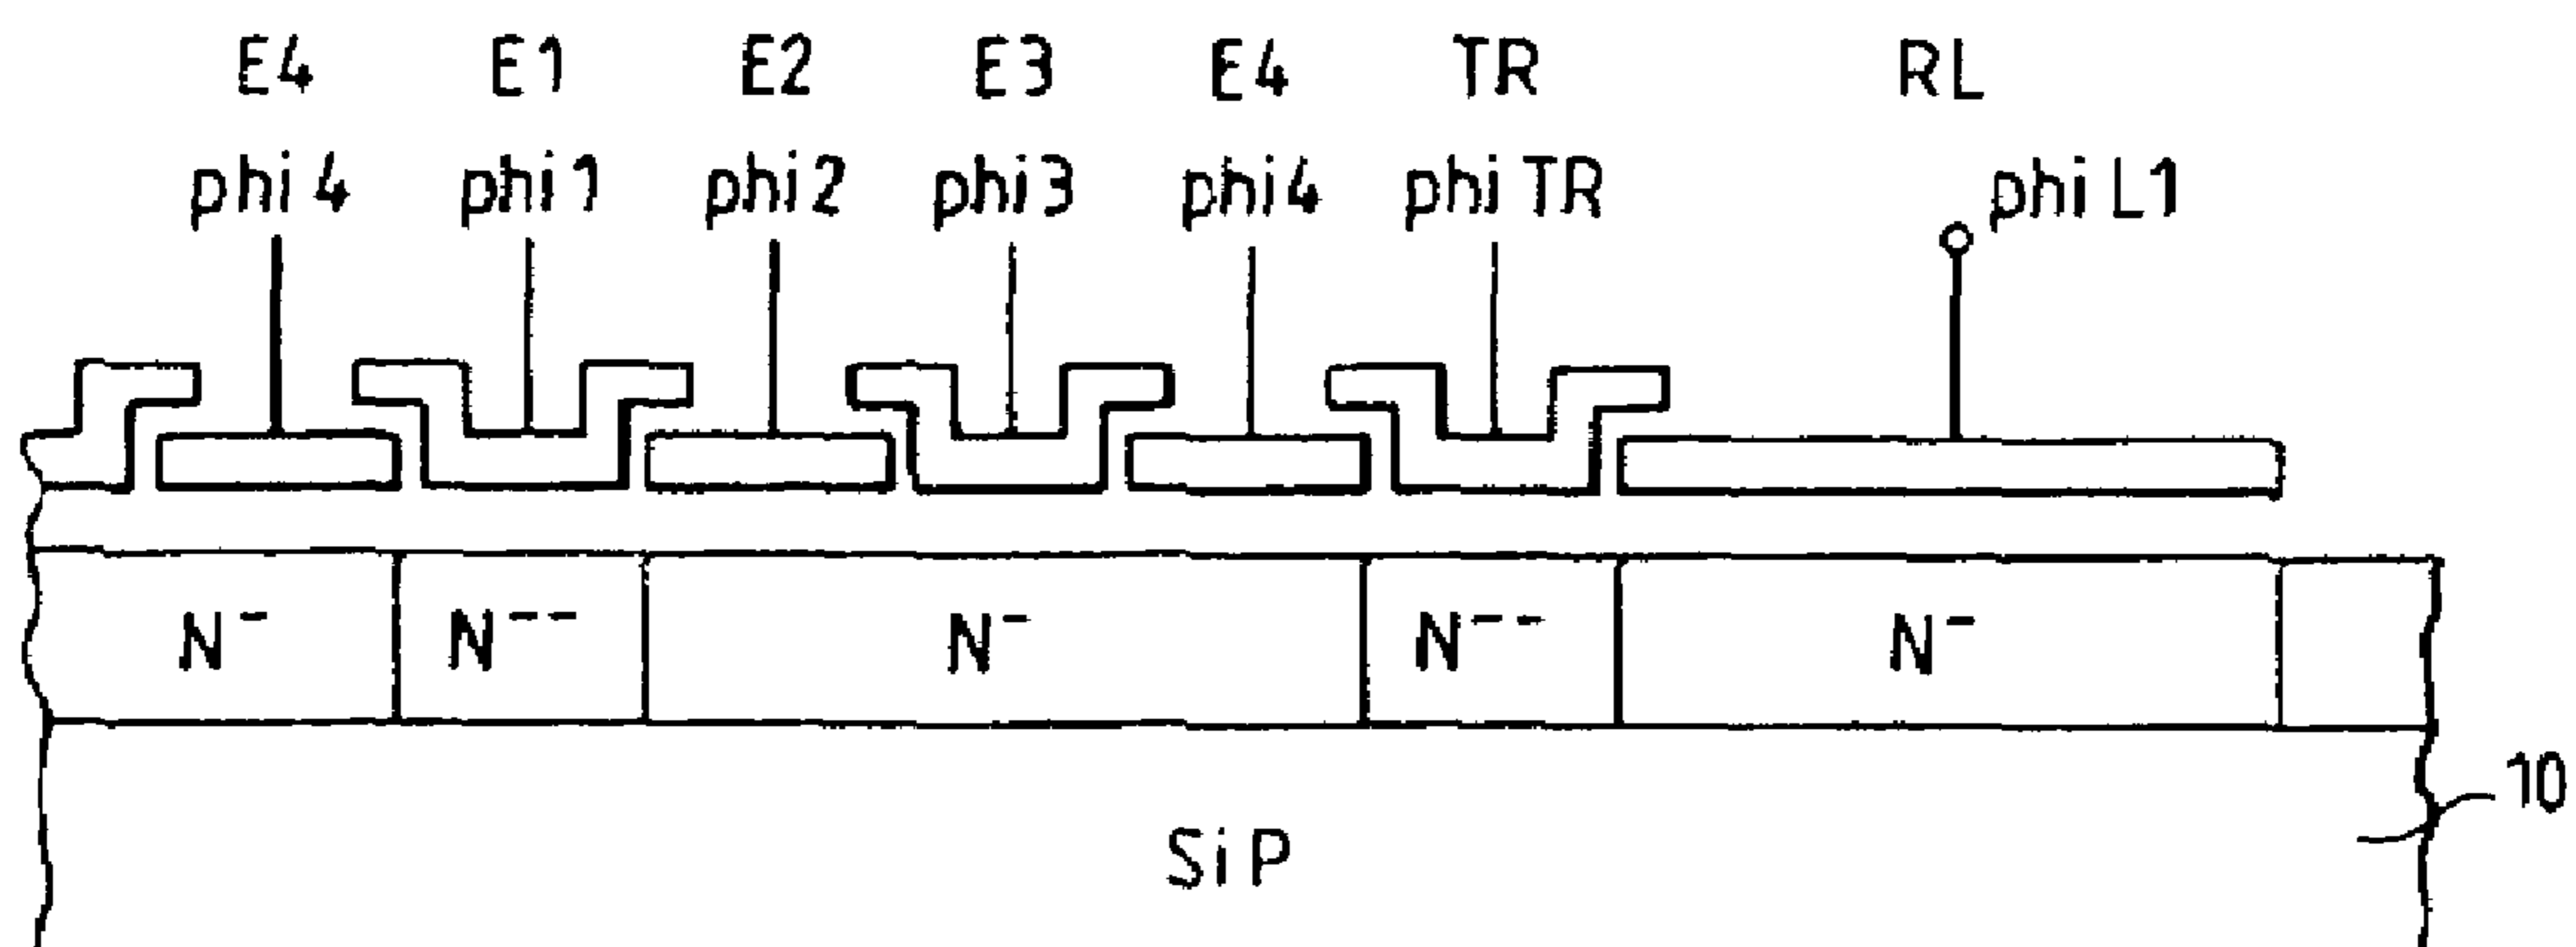 E4 E1 E2 E3 E4 TR RL
phi 4 phi 1 phi 2 phi 3 phi 4 phi TR phi L1
N⁻ N⁻⁻ N⁻ N⁻⁻ N⁻
10
Si P